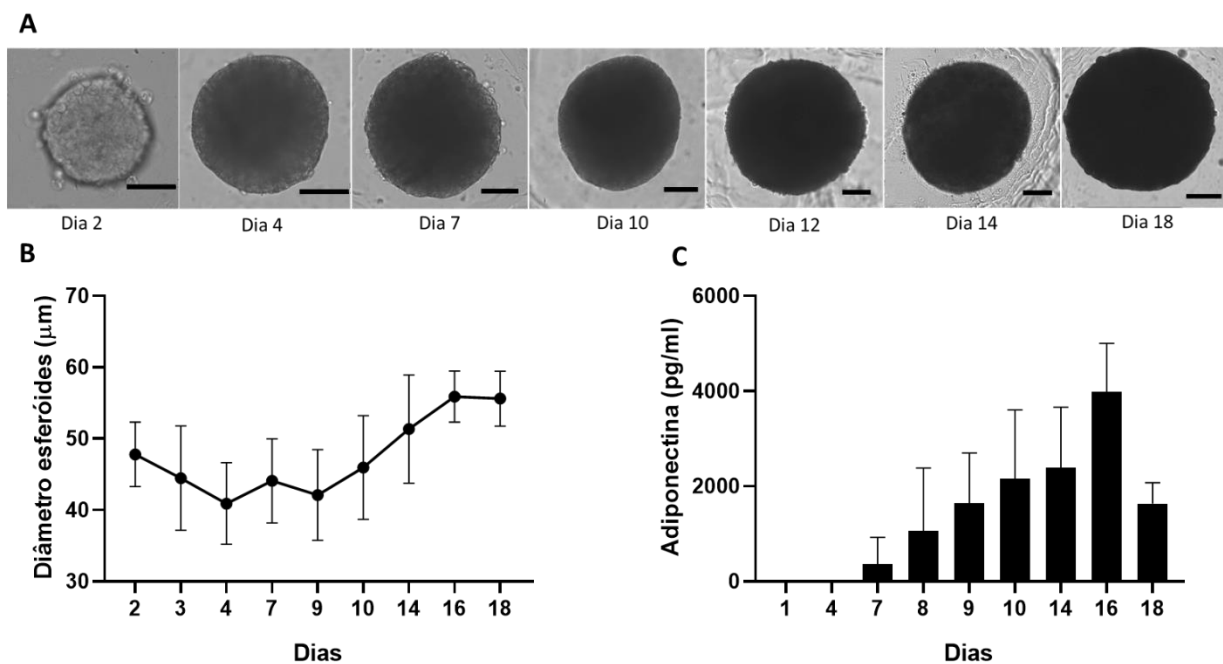 A
Dia 2
Dia 4
Dia 7
Dia 10
Dia 12
Dia 14
Dia 18
B
Diâmetro esferóides (μm)
70
60
50
40
30
2 3 4 7 9 10 14 16 18
Dias
C
Adiponectina (pg/ml)
6000
4000
2000
0
1 4 7 8 9 10 14 16 18
Dias